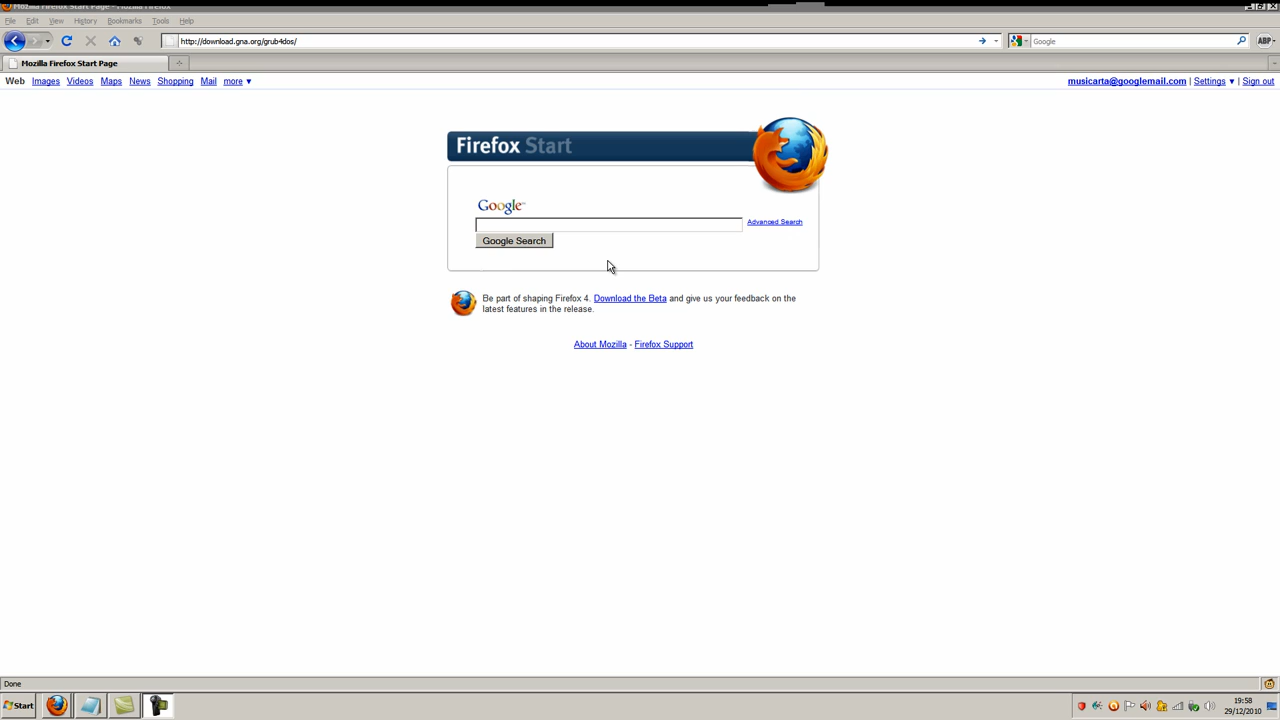 Mozilla Firefox Start Page - Mozilla Firefox
File Edit View History Bookmarks Tools Help
http://download.gna.org/grub4dos/
Google
ABP
Mozilla Firefox Start Page
Web Images Videos Maps News Shopping Mail more ▼
musicarta@googlemail.com | Settings ▼ | Sign out
Firefox Start
Google™
Advanced Search
Google Search
Be part of shaping Firefox 4. Download the Beta and give us your feedback on the
latest features in the release.
About Mozilla - Firefox Support
Done
Start
19:58
29/12/2010